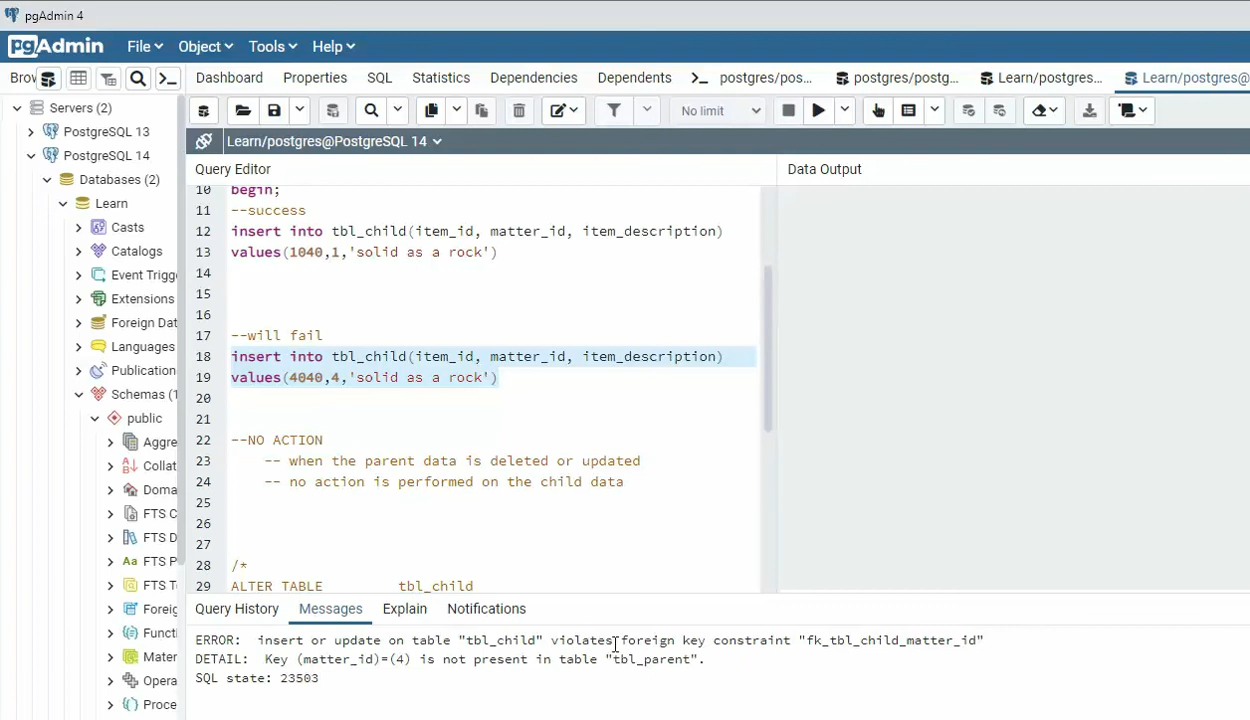 pgAdmin 4
pgAdmin File Object Tools Help
Brov Dashboard Properties SQL Statistics Dependencies Dependents postgres/pos... postgres/postg... Learn/postgres... Learn/postgres@
No limit
Servers (2)
PostgreSQL 13
PostgreSQL 14
Databases (2)
Learn
Casts
Catalogs
Event Trigge
Extensions
Foreign Dat
Languages
Publication
Schemas (1
public
Aggre
Collat
Doma
FTS C
FTS D
FTS P
FTS Te
Foreig
Functi
Mater
Opera
Proce
Learn/postgres@PostgreSQL 14
Query Editor
Data Output
10 begin;
11 --success
12 insert into tbl_child(item_id, matter_id, item_description)
13 values(1040,1,'solid as a rock')
14
15
16
17 --will fail
18 insert into tbl_child(item_id, matter_id, item_description)
19 values(4040,4,'solid as a rock')
20
21
22 --NO ACTION
23 -- when the parent data is deleted or updated
24 -- no action is performed on the child data
25
26
27
28 /*
29 ALTER TABLE tbl_child
Query History Messages Explain Notifications
ERROR: insert or update on table "tbl_child" violates foreign key constraint "fk_tbl_child_matter_id"
DETAIL: Key (matter_id)=(4) is not present in table "tbl_parent".
SQL state: 23503